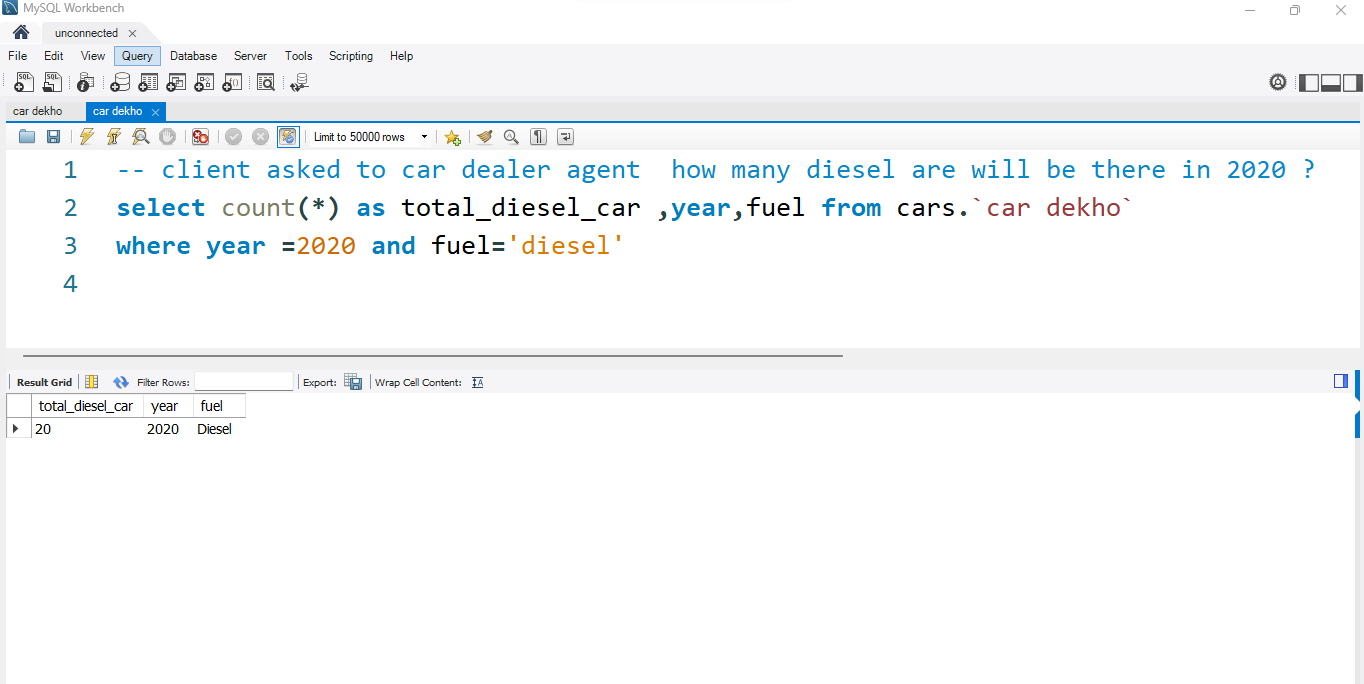 MySQL Workbench
unconnected
File Edit View Query Database Server Tools Scripting Help
car dekho car dekho
Limit to 50000 rows
1 -- client asked to car dealer agent  how many diesel are will be there in 2020 ?
2 select count(*) as total_diesel_car ,year,fuel from cars.`car dekho`
3 where year =2020 and fuel='diesel'
4
Result Grid Filter Rows: Export: Wrap Cell Content:
total_diesel_car year fuel
20 2020 Diesel